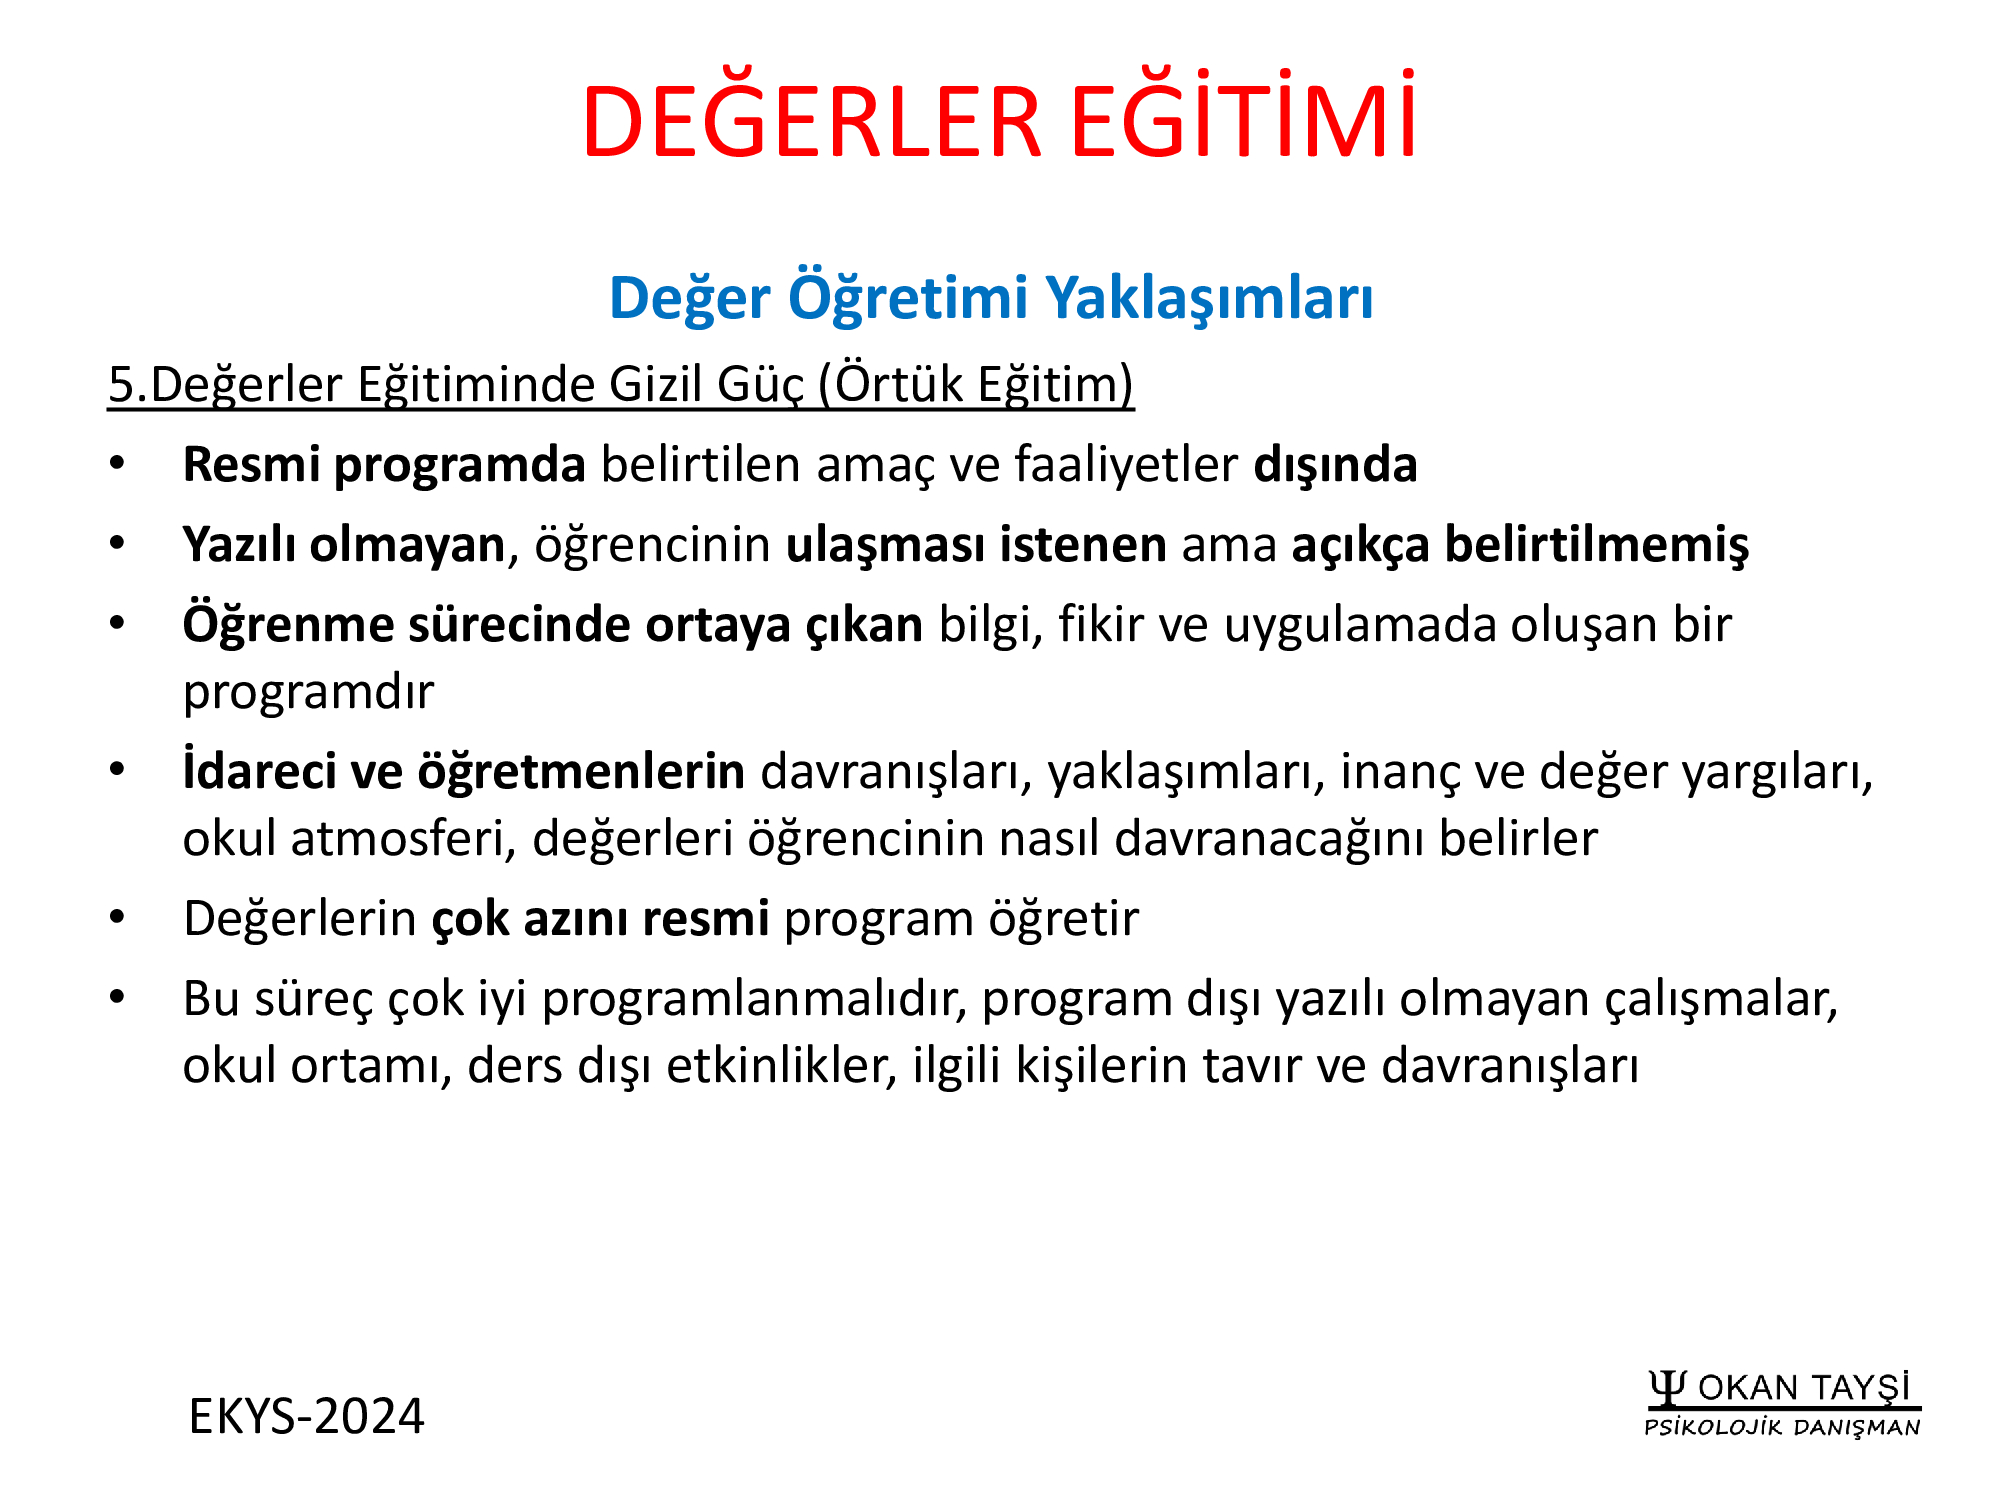 DEĞERLER EĞİTİMİ
Değer Öğretimi Yaklaşımları
5.Değerler Eğitiminde Gizil Güç (Örtük Eğitim)
• Resmi programda belirtilen amaç ve faaliyetler dışında
• Yazılı olmayan, öğrencinin ulaşması istenen ama açıkça belirtilmemiş
• Öğrenme sürecinde ortaya çıkan bilgi, fikir ve uygulamada oluşan bir
programdır
• İdareci ve öğretmenlerin davranışları, yaklaşımları, inanç ve değer yargıları,
okul atmosferi, değerleri öğrencinin nasıl davranacağını belirler
• Değerlerin çok azını resmi program öğretir
• Bu süreç çok iyi programlanmalıdır, program dışı yazılı olmayan çalışmalar,
okul ortamı, ders dışı etkinlikler, ilgili kişilerin tavır ve davranışları
EKYS-2024
Ψ OKAN TAYŞİ
PSİKOLOJİK DANIŞMAN